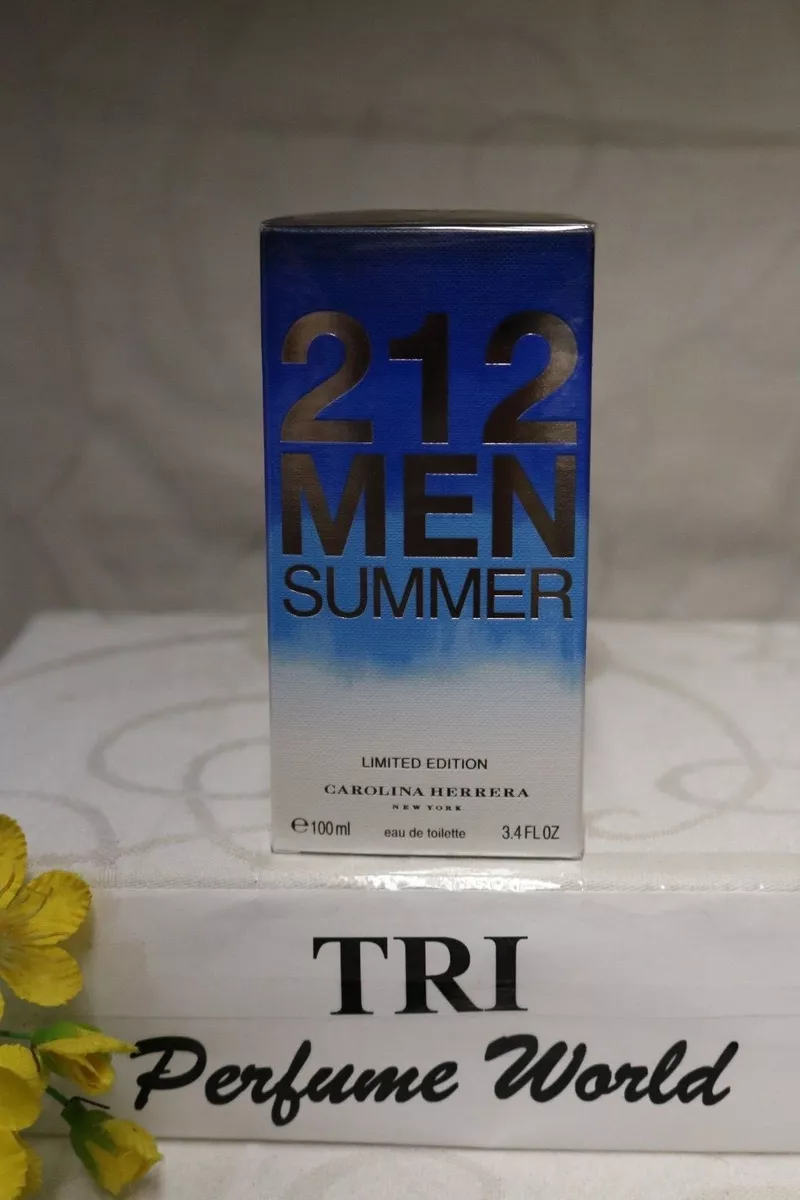 212
MEN
SUMMER
LIMITED EDITION
CAROLINA HERRERA
NEW YORK
℮100ml eau de toilette 3.4 FL OZ
TRI
Perfume World